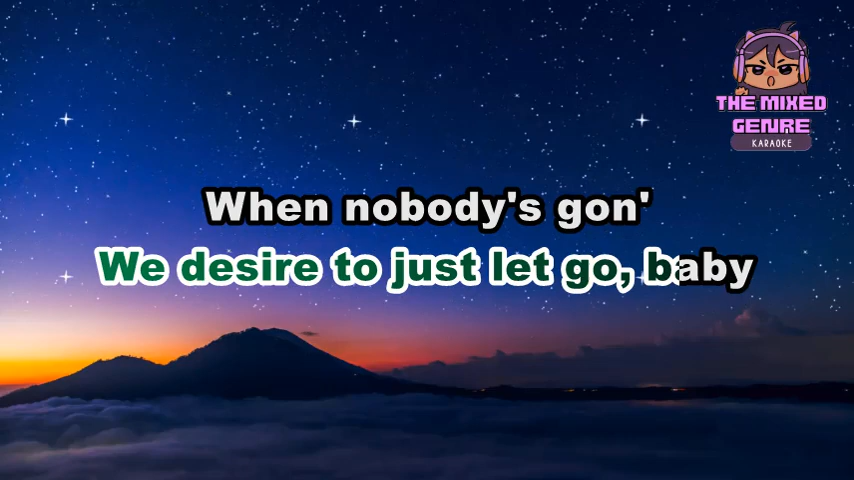 THE MIXED
GENRE
KARAOKE
When nobody's gon'
We desire to just let go, baby